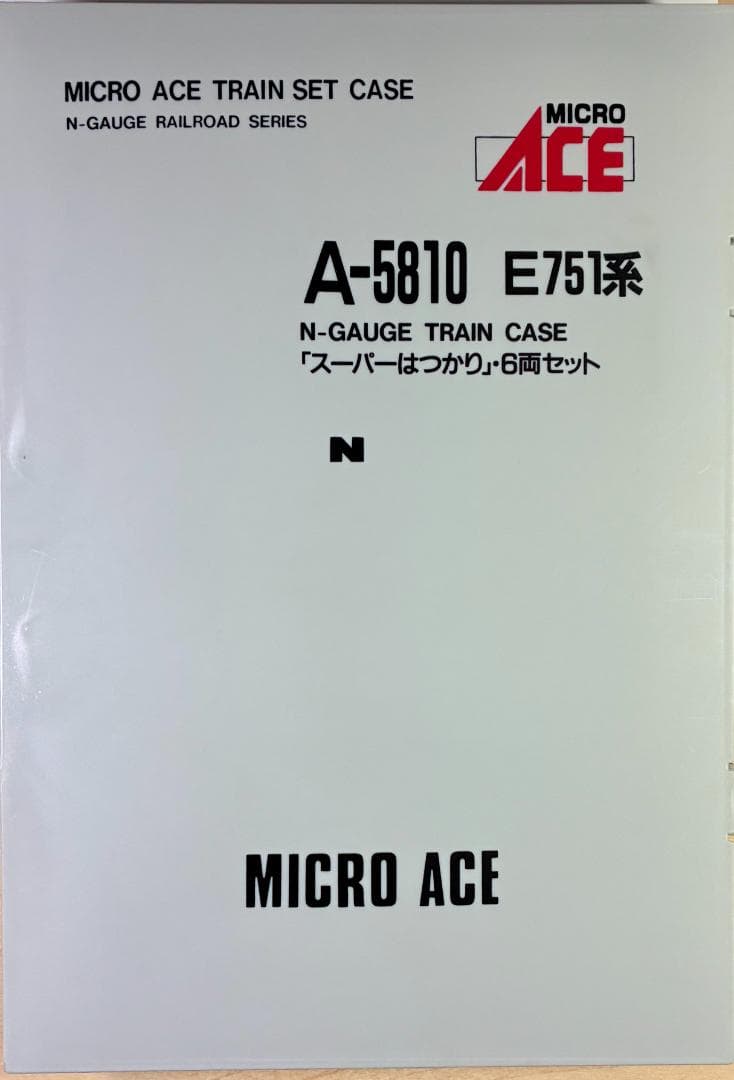 MICRO ACE TRAIN SET CASE
N-GAUGE RAILROAD SERIES
MICRO
ACE
A-5810 E751系
N-GAUGE TRAIN CASE
「スーパーはつかり」・6両セット
N
MICRO ACE